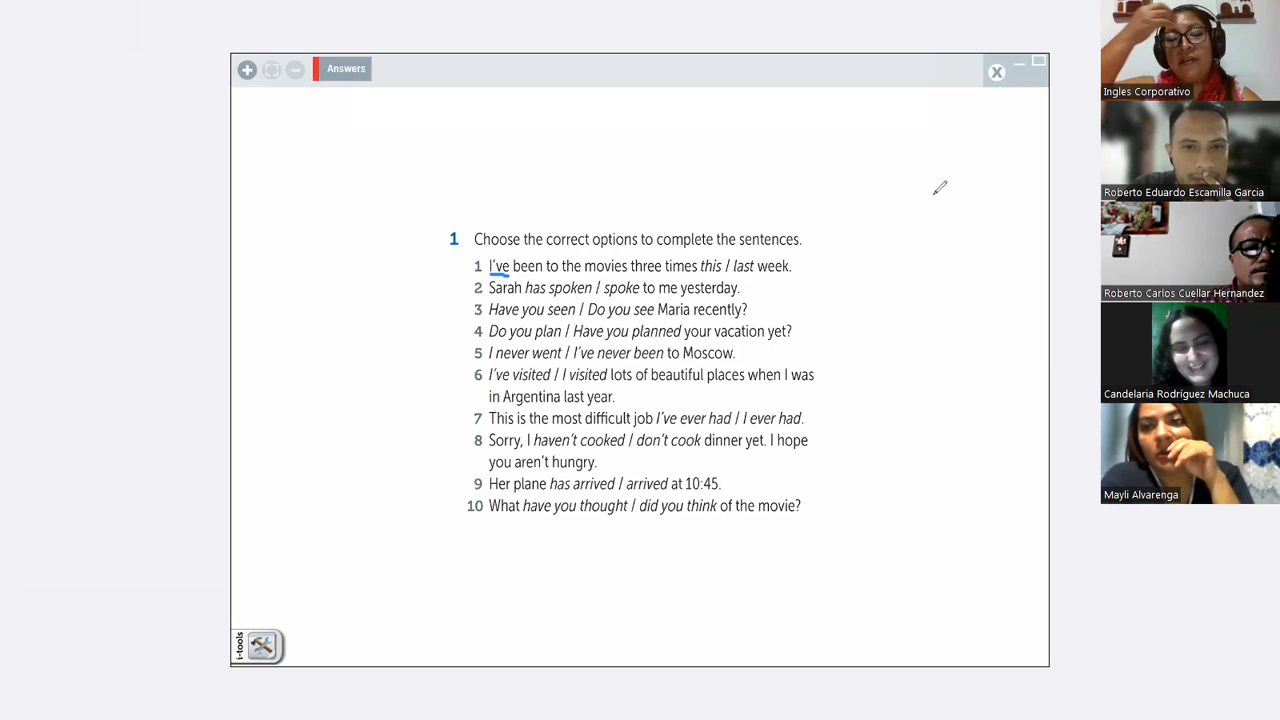 Answers
1 Choose the correct options to complete the sentences.
1 I've been to the movies three times this / last week.
2 Sarah has spoken / spoke to me yesterday.
3 Have you seen / Do you see Maria recently?
4 Do you plan / Have you planned your vacation yet?
5 I never went / I've never been to Moscow.
6 I've visited / I visited lots of beautiful places when I was
in Argentina last year.
7 This is the most difficult job I've ever had / I ever had.
8 Sorry, I haven't cooked / don't cook dinner yet. I hope
you aren't hungry.
9 Her plane has arrived / arrived at 10:45.
10 What have you thought / did you think of the movie?
i-tools
Ingles Corporativo
Roberto Eduardo Escamilla Garcia
Roberto Carlos Cuellar Hernandez
Candelaria Rodríguez Machuca
Mayli Alvarenga